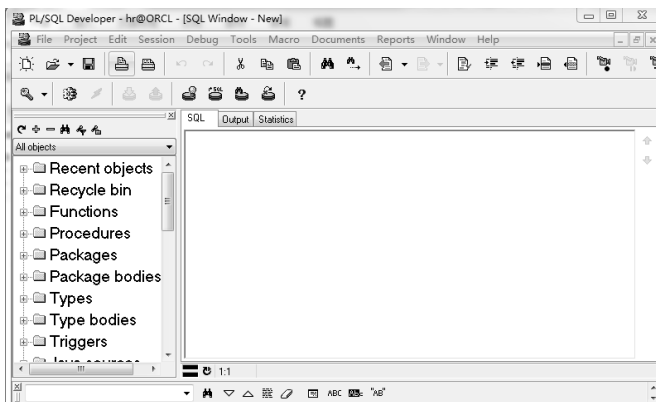 PL/SQL Developer - hr@ORCL - [SQL Window - New]
File Project Edit Session Debug Tools Macro Documents Reports Window Help
SQL Output Statistics
All objects
Recent objects
Recycle bin
Functions
Procedures
Packages
Package bodies
Types
Type bodies
Triggers
Java sources
1:1
ABC "AB"